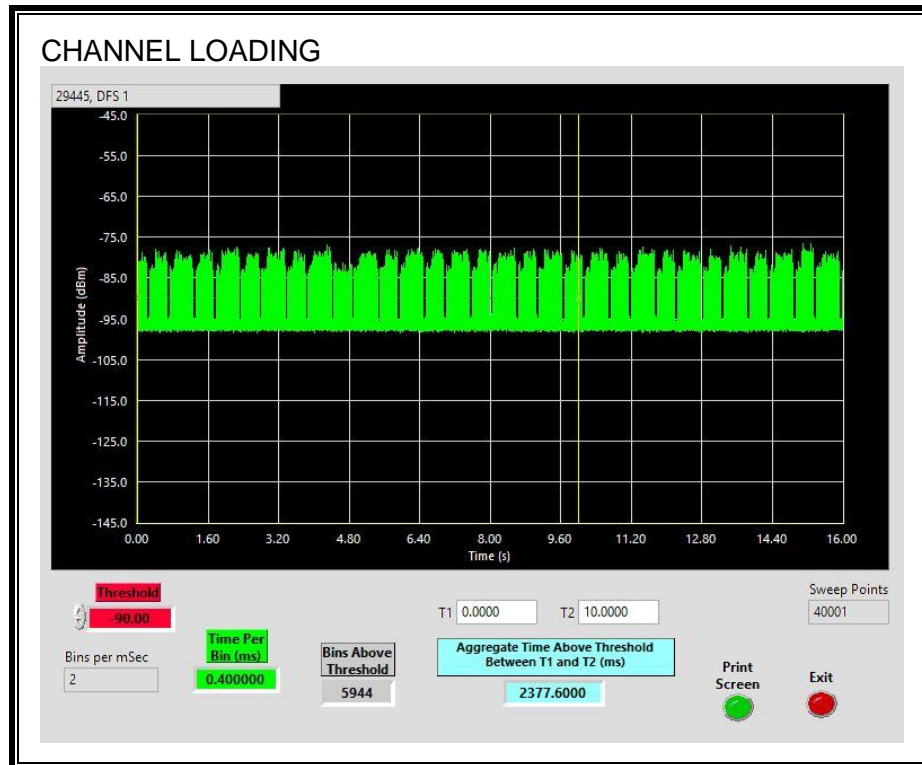 CHANNEL LOADING
29445, DFS 1
-45.0
-55.0
-65.0
-75.0
-85.0
-95.0
-105.0
-115.0
-125.0
-135.0
-145.0
Amplitude (dBm)
0.00 1.60 3.20 4.80 6.40 8.00 9.60 11.20 12.80 14.40 16.00
Time (s)
Threshold
-90.00
Bins per mSec
2
Time Per
Bin (ms)
0.400000
Bins Above
Threshold
5944
T1 0.0000 T2 10.0000
Aggregate Time Above Threshold
Between T1 and T2 (ms)
2377.6000
Sweep Points
40001
Print
Screen
Exit